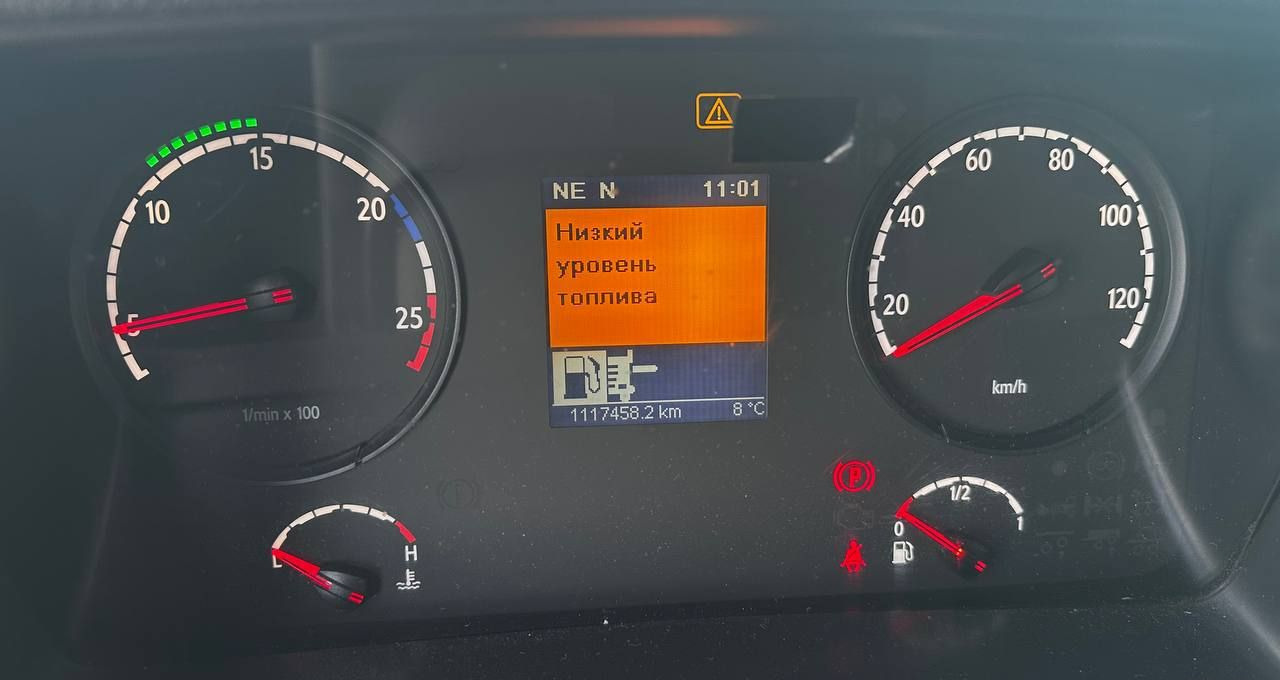 NE N 11:01
Низкий
уровень
топлива
1117458.2 km 8 °C
5 10 15 20 25
1/min x 100
20 40 60 80 100 120
km/h
H
P
0 1/2 1